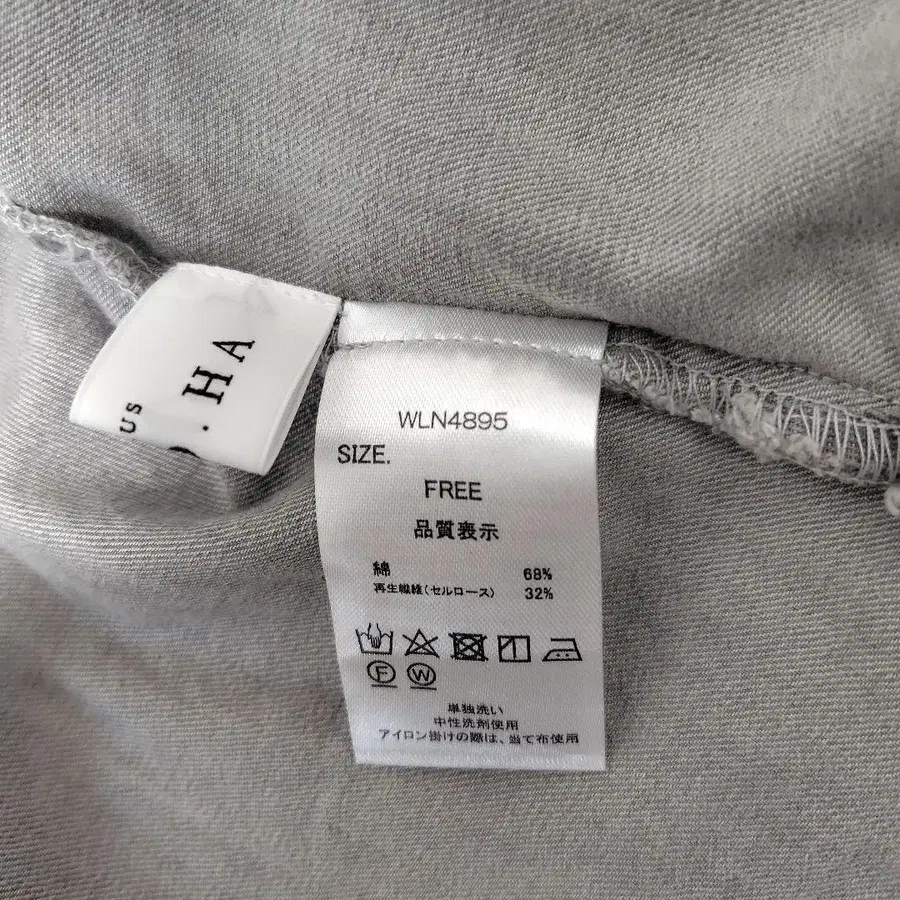 US
.HA
WLN4895
SIZE.
FREE
品質表示
綿 68%
再生繊維(セルロース) 32%
F W
単独洗い
中性洗剤使用
アイロン掛けの際は、当て布使用